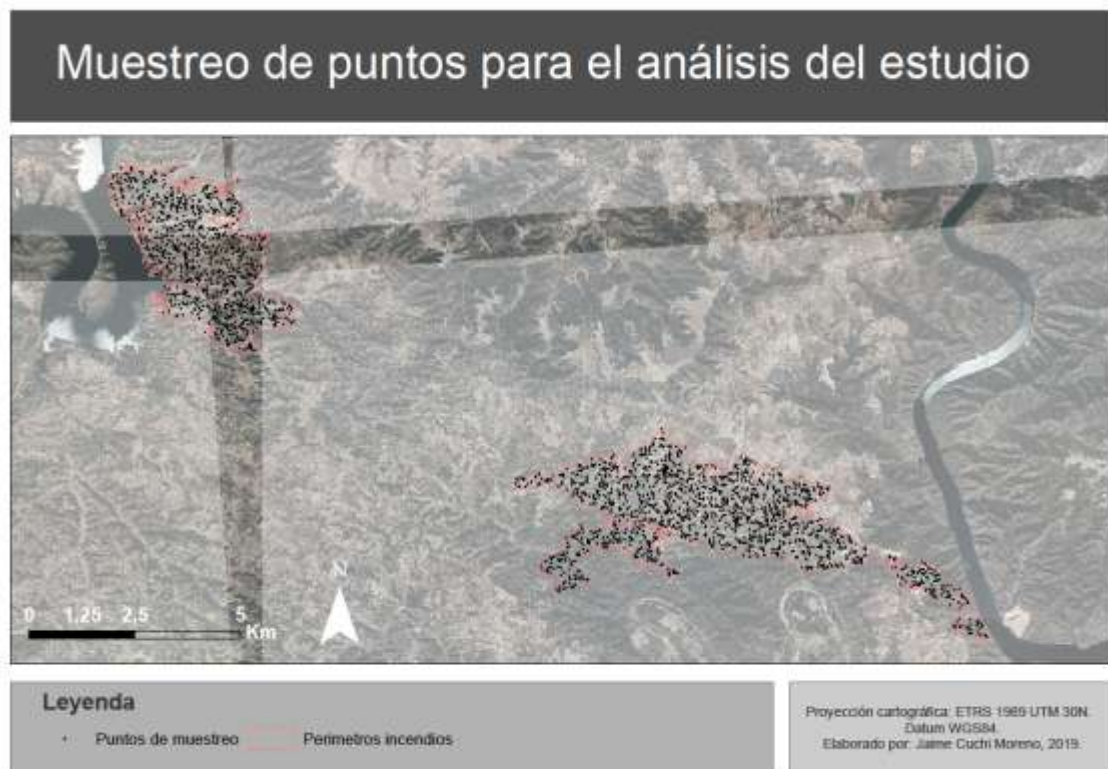 Muestreo de puntos para el análisis del estudio
N
0 1.25 2.5 5
Km
Leyenda
Puntos de muestreo Perimetros incendios
Proyección cartográfica: ETRS 1989 UTM 30N.
Datum WGS84.
Elaborado por: Jaime Cuchí Moreno, 2019.